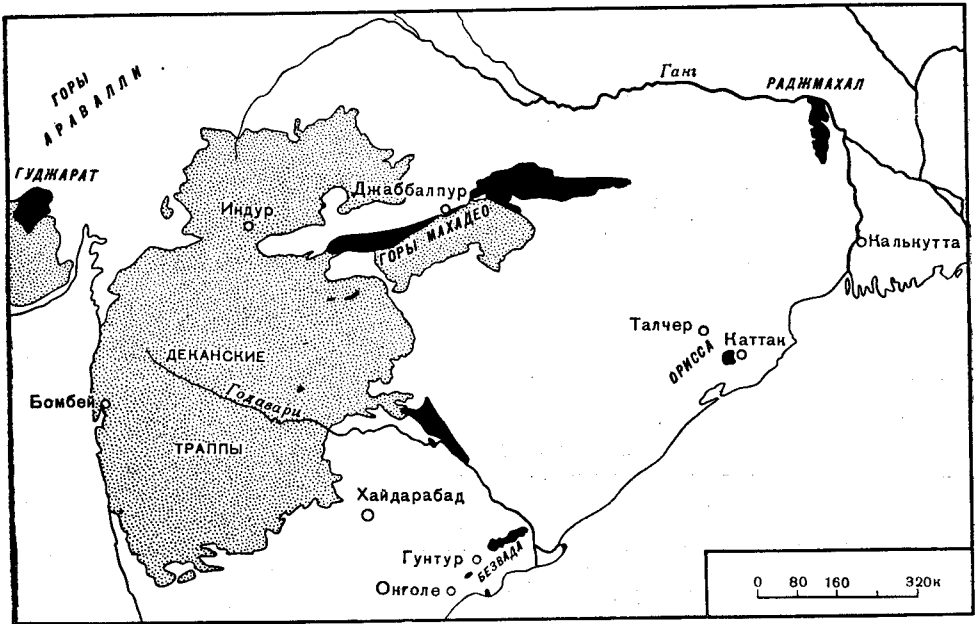 ГОРЫ
АРАВАЛЛИ
Ганг
РАДЖМАХАЛ
ГУДЖАРАТ
Индур
Джаббалпур
ГОРЫ МАХАДЕО
Калькутта
Талчер
Каттак
ОРИССА
ДЕКАНСКИЕ
Годавари
Бомбей
ТРАППЫ
Хайдарабад
Гунтур
БЕЗВАДА
Онголе
0 80 160 320к